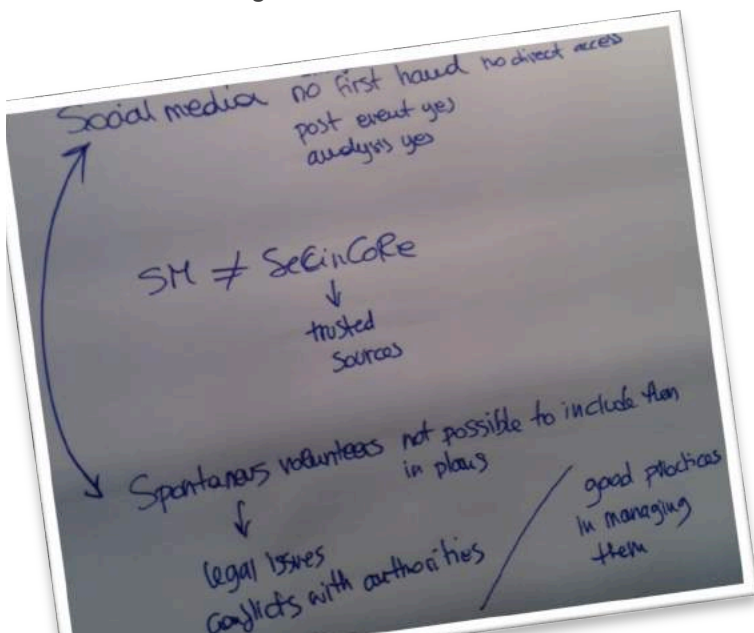 Social media no first hand no direct access
post event yes
analysis yes
SM ≠ SecInCoRe
↓
trusted
sources
Spontaneus volunteers not possible to include them
in plans
↓
legal issues
conflicts with authorities
good practices
in managing
them